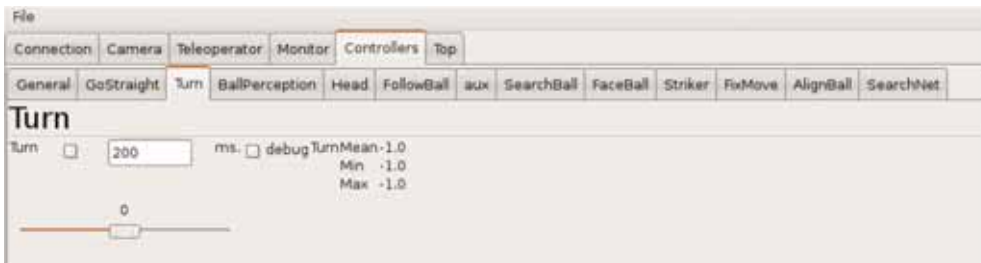 File
Connection Camera Teleoperator Monitor Controllers Top
General GoStraight Turn BallPerception Head FollowBall aux SearchBall FaceBall Striker FixMove AlignBall SearchNet
Turn
Turn 200 ms. debug TurnMean -1.0
Min -1.0
Max -1.0
0